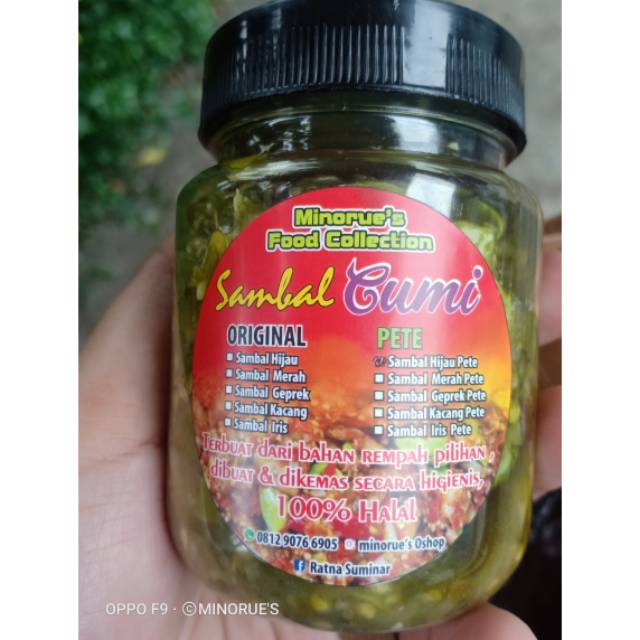 Minorue's
Food Collection
Sambal Cumi
ORIGINAL
Sambal Hijau
Sambal Merah
Sambal Geprek
Sambal Kacang
Sambal Iris
PETE
Sambal Hijau Pete
Sambal Merah Pete
Sambal Geprek Pete
Sambal Kacang Pete
Sambal Iris Pete
Terbuat dari bahan rempah pilihan,
dibuat & dikemas secara higienis,
100% Halal
0812 9076 6905 minorue's Oshop
Ratna Suminar
OPPO F9 · ©MINORUE'S